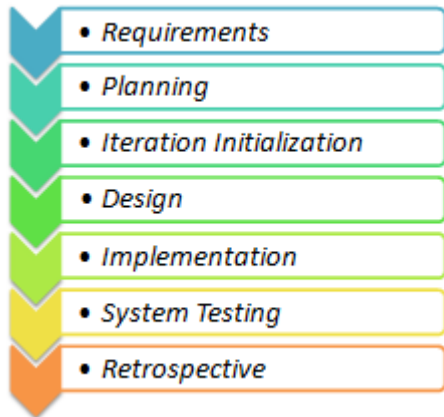 • Requirements
• Planning
• Iteration Initialization
• Design
• Implementation
• System Testing
• Retrospective